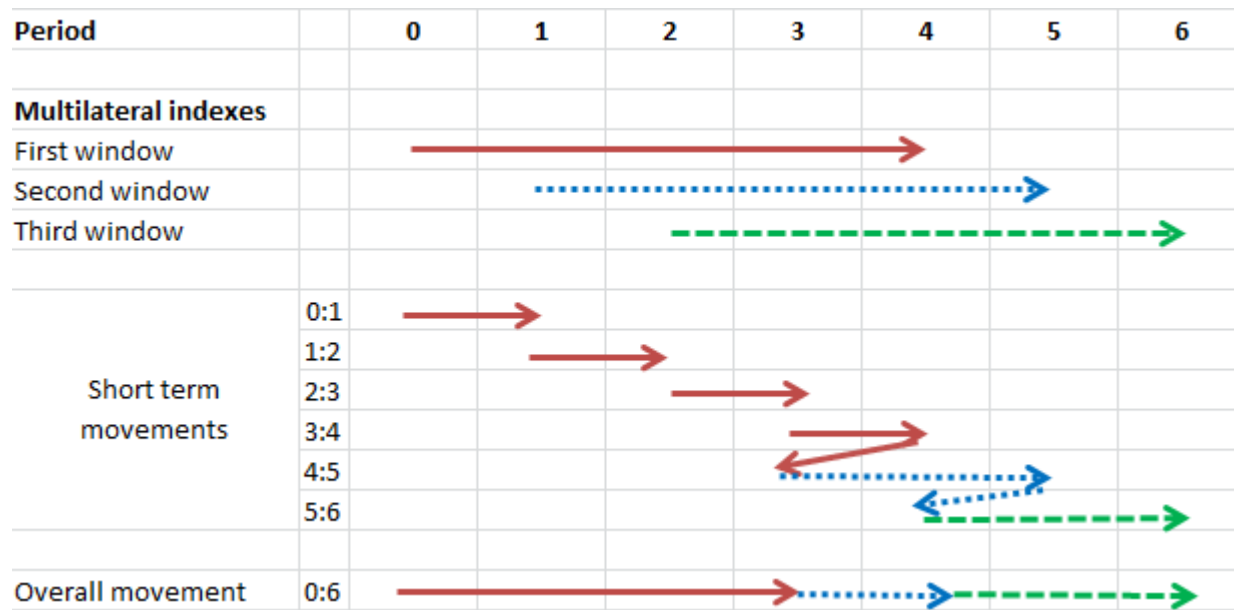 Period 0 1 2 3 4 5 6
Multilateral indexes
First window
Second window
Third window
0:1
1:2
Short term
movements
2:3
3:4
4:5
5:6
Overall movement 0:6